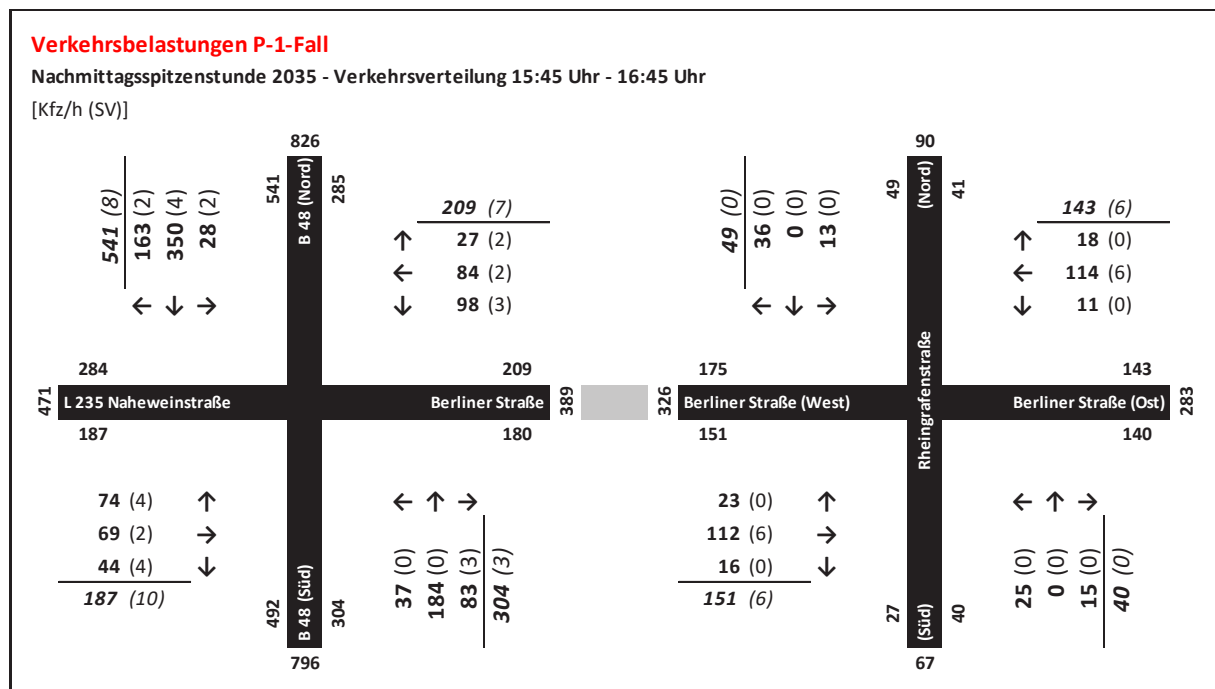 Verkehrsbelastungen P-1-Fall
Nachmittagsspitzenstunde 2035 - Verkehrsverteilung 15:45 Uhr - 16:45 Uhr
[Kfz/h (SV)]
826
541
285
B 48 (Nord)
541 (8)
163 (2)
350 (4)
28 (2)
← ↓ →
209 (7)
↑ 27 (2)
← 84 (2)
↓ 98 (3)
284
209
471
L 235 Naheweinstraße
Berliner Straße
389
187
180
74 (4) ↑
69 (2) →
44 (4) ↓
187 (10)
← ↑ →
37 (0)
184 (0)
83 (3)
304 (3)
492
B 48 (Süd)
304
796
90
49
(Nord)
41
49 (0)
36 (0)
0 (0)
13 (0)
← ↓ →
143 (6)
↑ 18 (0)
← 114 (6)
↓ 11 (0)
Rheingrafenstraße
175
143
326
Berliner Straße (West)
Berliner Straße (Ost)
283
151
140
23 (0) ↑
112 (6) →
16 (0) ↓
151 (6)
← ↑ →
25 (0)
0 (0)
15 (0)
40 (0)
27
(Süd)
40
67